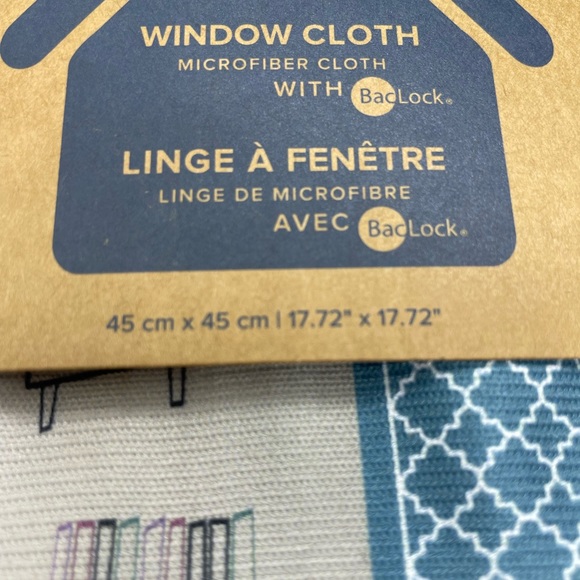 WINDOW CLOTH
MICROFIBER CLOTH
WITH BacLock®
LINGE À FENÊTRE
LINGE DE MICROFIBRE
AVEC BacLock®
45 cm x 45 cm | 17.72" x 17.72"